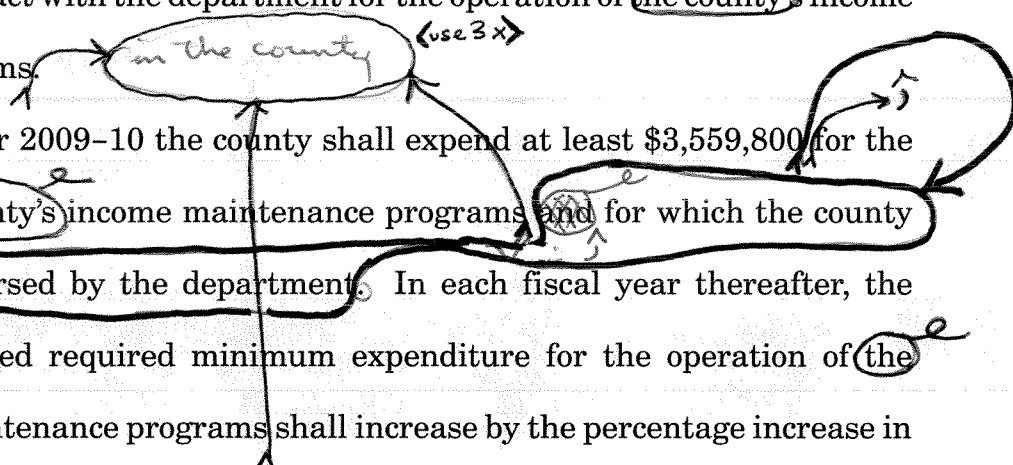 act with the department for the operation of the county's income
in the county <use 3x>
ms.
r 2009–10 the county shall expend at least $3,559,800 for the
nty's income maintenance programs and for which the county
rsed by the department. In each fiscal year thereafter, the
ed required minimum expenditure for the operation of the
ntenance programs shall increase by the percentage increase in